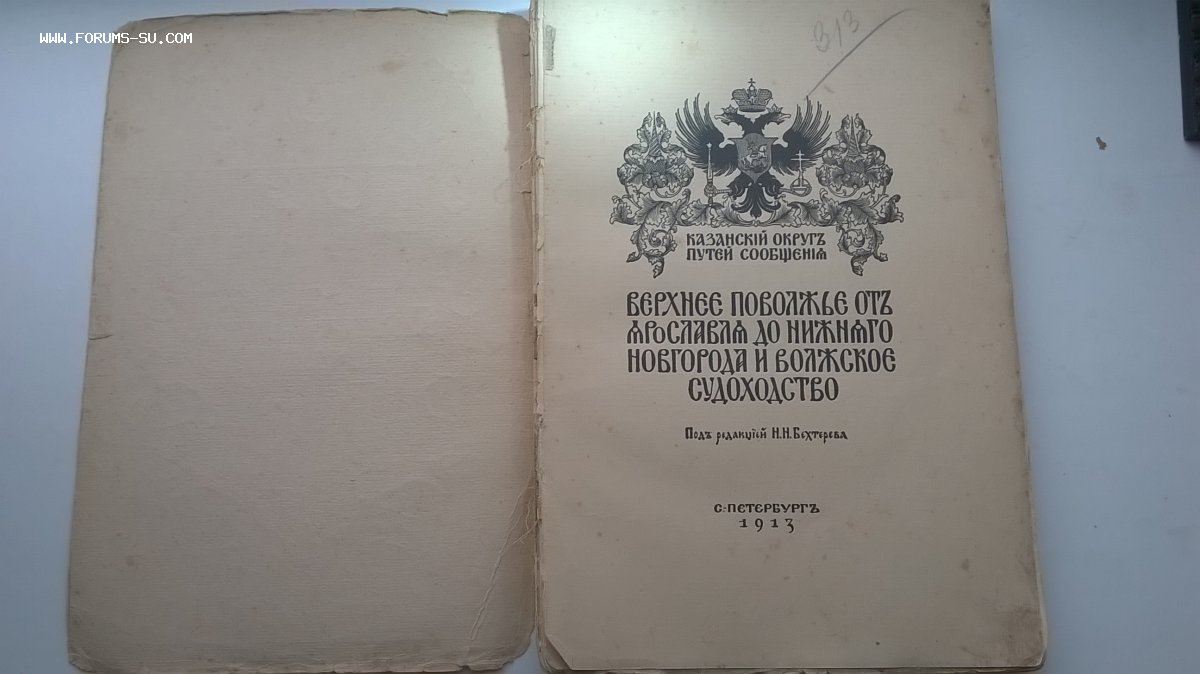 WWW.FORUMS-SU.COM
313
КАЗАНСКІЙ ОКРУГЪ
ПУТЕЙ СООБЩЕНІЯ
ВЕРХНЕЕ ПОВОЛЖЬЕ ОТЪ
ЯРОСЛАВЛЯ ДО НИЖНЯГО
НОВГОРОДА И ВОЛЖСКОЕ
СУДОХОДСТВО
Подъ редакціей Н.Н.Бехтерева
С.-ПЕТЕРБУРГЪ
1913